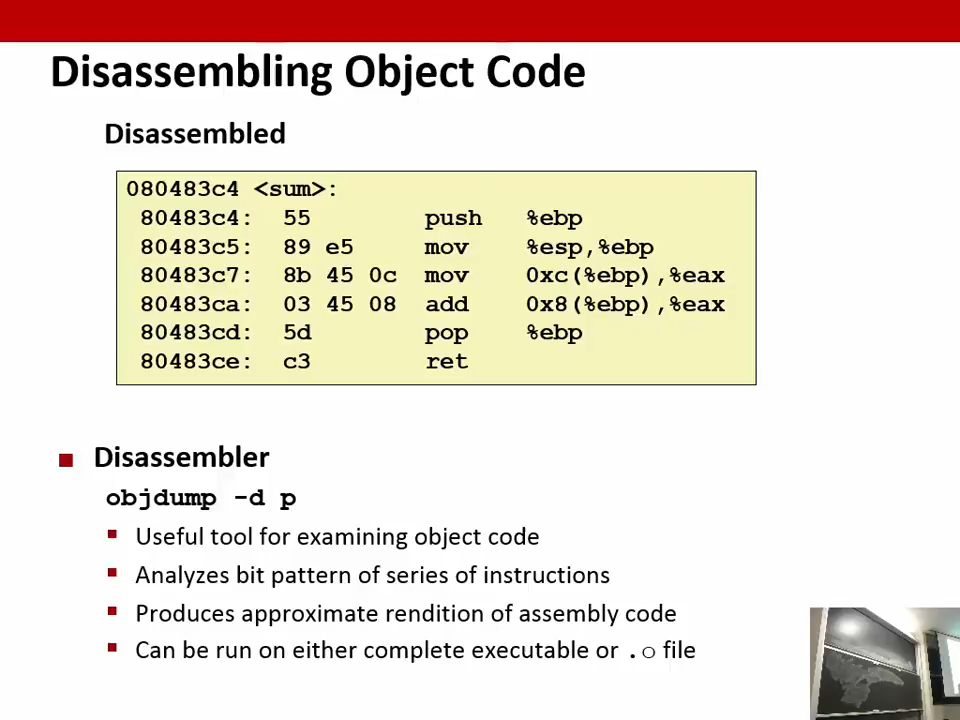 Disassembling Object Code
Disassembled
080483c4 <sum>:
80483c4: 55 push %ebp
80483c5: 89 e5 mov %esp,%ebp
80483c7: 8b 45 0c mov 0xc(%ebp),%eax
80483ca: 03 45 08 add 0x8(%ebp),%eax
80483cd: 5d pop %ebp
80483ce: c3 ret
■ Disassembler
objdump -d p
▪ Useful tool for examining object code
▪ Analyzes bit pattern of series of instructions
▪ Produces approximate rendition of assembly code
▪ Can be run on either complete executable or .o file